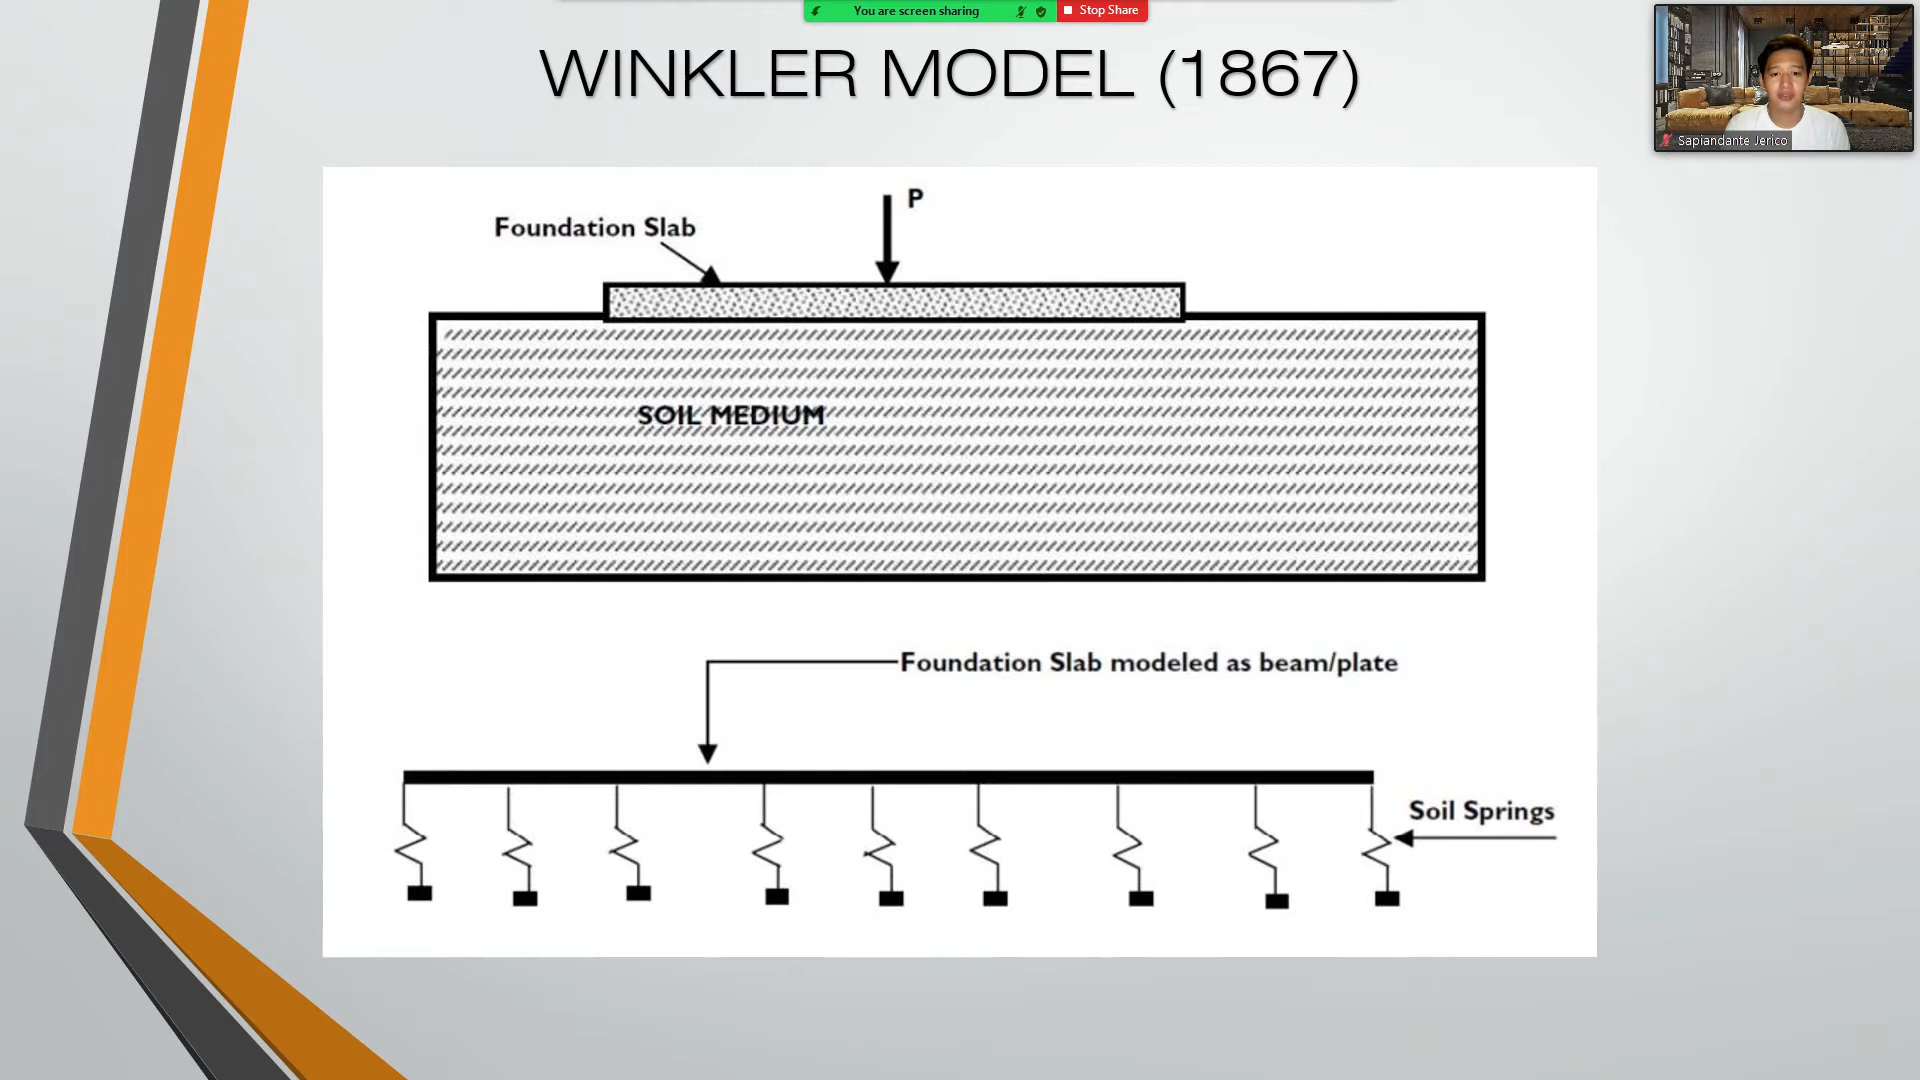 You are screen sharing
Stop Share
WINKLER MODEL (1867)
Sapiandante Jerico
P
Foundation Slab
SOIL MEDIUM
Foundation Slab modeled as beam/plate
Soil Springs